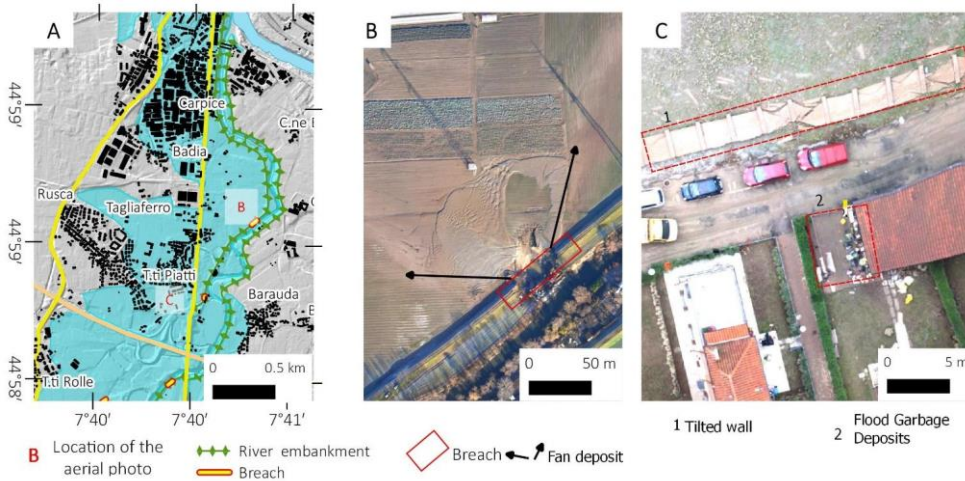 A
44°59'
44°59'
44°58'
Carpice
C.ne B
Badia
Rusca
Tagliaferro
B
T.ti Piatti
C
Barauda
B
T.ti Rolle
0 0.5 km
7°40' 7°40' 7°41'
B
0 50 m
C
1
2
0 5 m
B Location of the
aerial photo
River embankment
Breach
Breach
Fan deposit
1 Tilted wall
2 Flood Garbage
Deposits